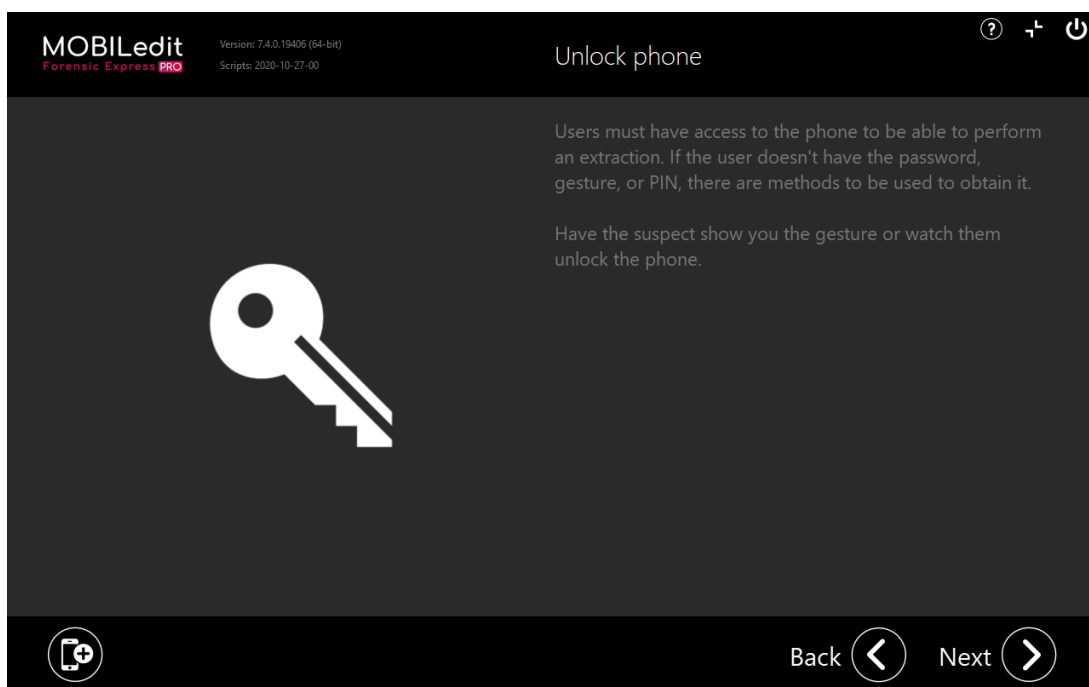 MOBILedit
Forensic Express PRO
Version: 7.4.0.19406 (64-bit)
Scripts: 2020-10-27-00
Unlock phone
?
Users must have access to the phone to be able to perform
an extraction. If the user doesn't have the password,
gesture, or PIN, there are methods to be used to obtain it.
Have the suspect show you the gesture or watch them
unlock the phone.
Back
Next